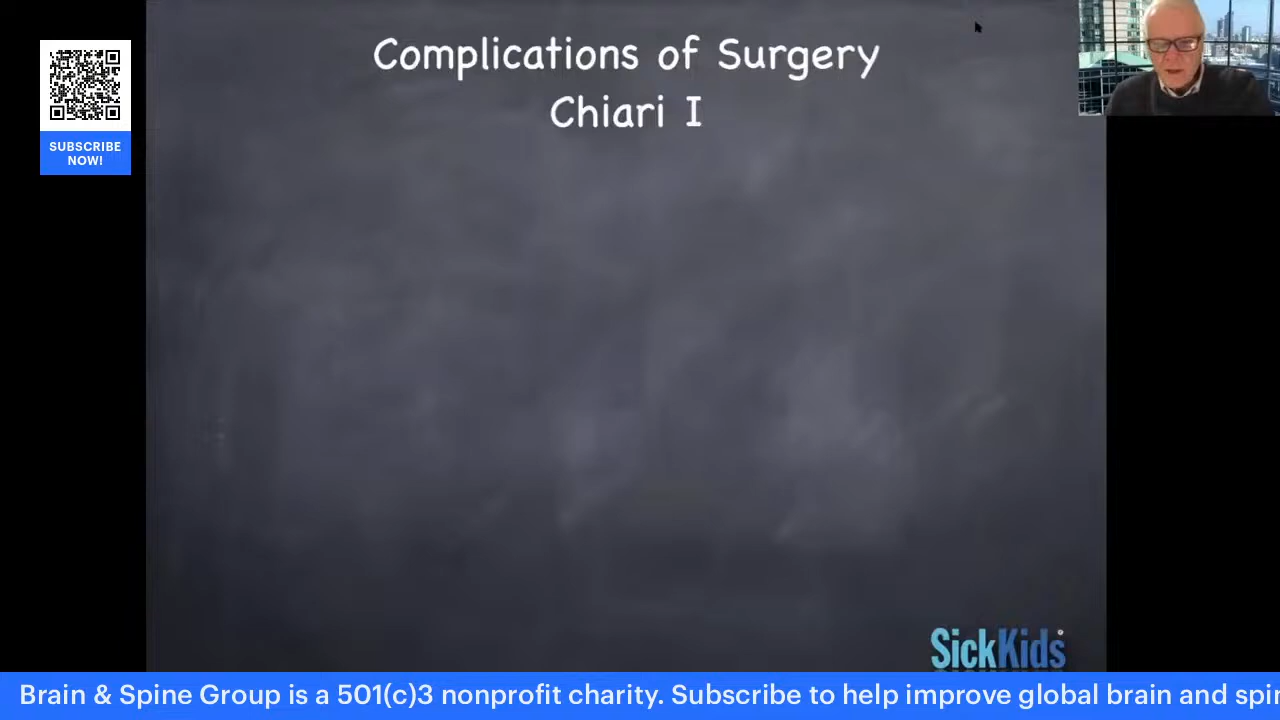 Complications of Surgery
Chiari I
SUBSCRIBE
NOW!
SickKids
Brain & Spine Group is a 501(c)3 nonprofit charity. Subscribe to help improve global brain and